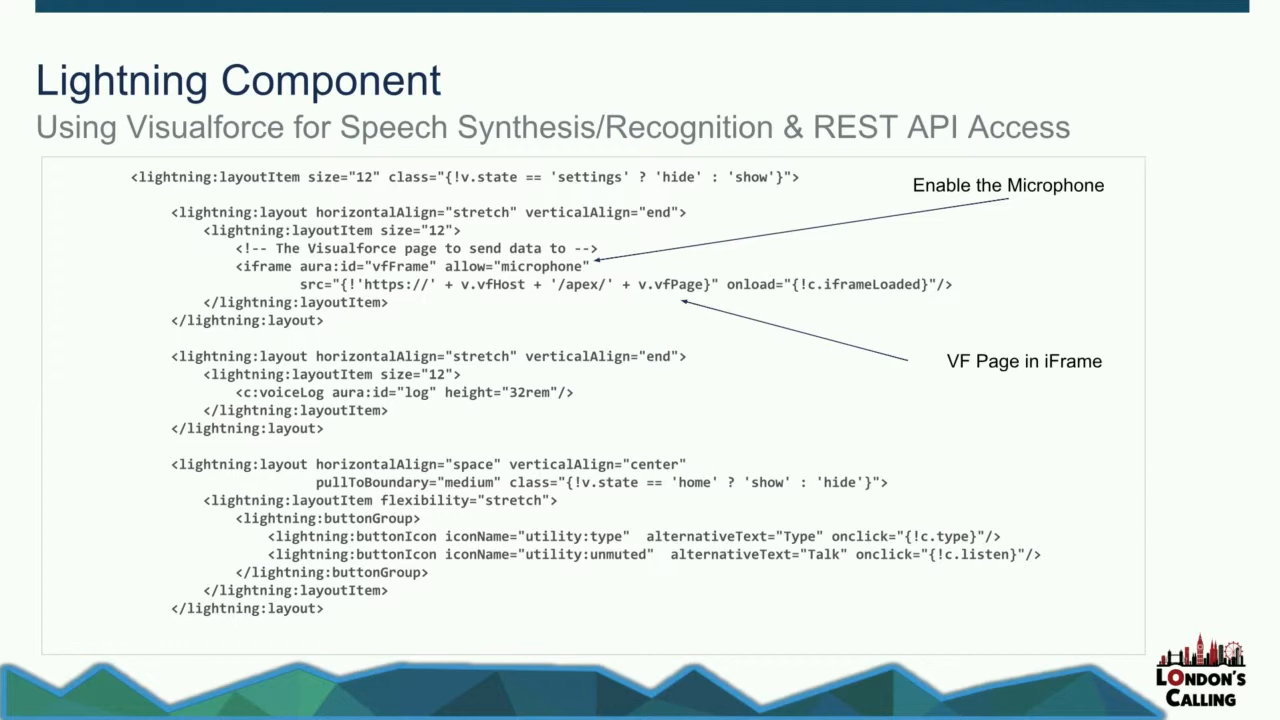 Lightning Component
Using Visualforce for Speech Synthesis/Recognition & REST API Access
<lightning:layoutItem size="12" class="{!v.state == 'settings' ? 'hide' : 'show'}">
Enable the Microphone
<lightning:layout horizontalAlign="stretch" verticalAlign="end">
<lightning:layoutItem size="12">
<!-- The Visualforce page to send data to -->
<iframe aura:id="vfFrame" allow="microphone"
src="{!'https://' + v.vfHost + '/apex/' + v.vfPage}" onload="{!c.iframeLoaded}"/>
</lightning:layoutItem>
</lightning:layout>
<lightning:layout horizontalAlign="stretch" verticalAlign="end">
VF Page in iFrame
<lightning:layoutItem size="12">
<c:voiceLog aura:id="log" height="32rem"/>
</lightning:layoutItem>
</lightning:layout>
<lightning:layout horizontalAlign="space" verticalAlign="center"
pullToBoundary="medium" class="{!v.state == 'home' ? 'show' : 'hide'}">
<lightning:layoutItem flexibility="stretch">
<lightning:buttonGroup>
<lightning:buttonIcon iconName="utility:type" alternativeText="Type" onclick="{!c.type}"/>
<lightning:buttonIcon iconName="utility:unmuted" alternativeText="Talk" onclick="{!c.listen}"/>
</lightning:buttonGroup>
</lightning:layoutItem>
</lightning:layout>
LONDON'S
CALLING